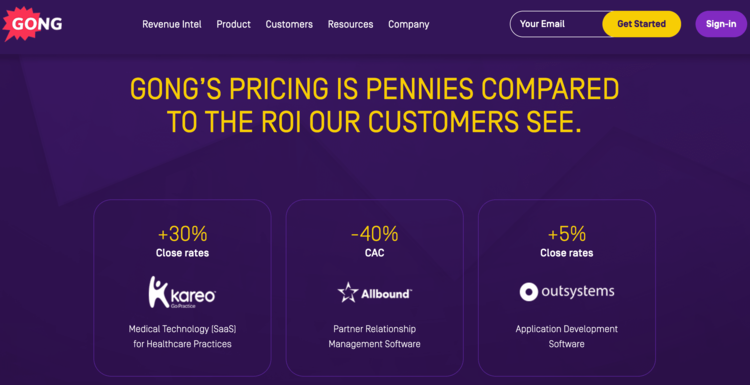 GONG
Revenue Intel
Product
Customers
Resources
Company
Your Email
Get Started
Sign-in
GONG'S PRICING IS PENNIES COMPARED
TO THE ROI OUR CUSTOMERS SEE.
+30%
Close rates
kareo
Medical Technology (SaaS)
for Healthcare Practices
-40%
CAC
Allbound
Partner Relationship
Management Software
+5%
Close rates
outsystems
Application Development
Software